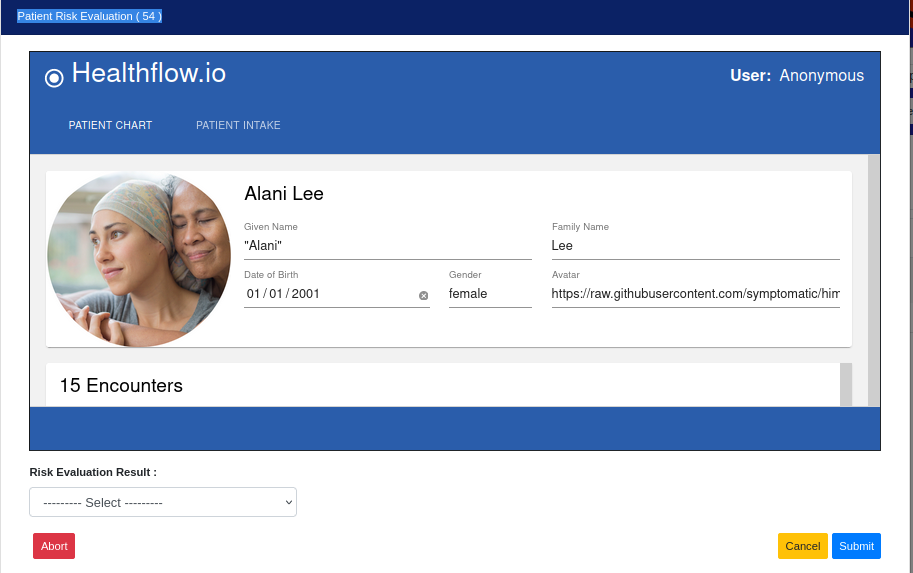 Patient Risk Evaluation ( 54 )
Healthflow.io
User: Anonymous
PATIENT CHART PATIENT INTAKE
Alani Lee
Given Name Family Name
"Alani" Lee
Date of Birth Gender Avatar
01 / 01 / 2001 female https://raw.githubusercontent.com/symptomatic/him
15 Encounters
Risk Evaluation Result :
--------- Select ---------
Abort Cancel Submit